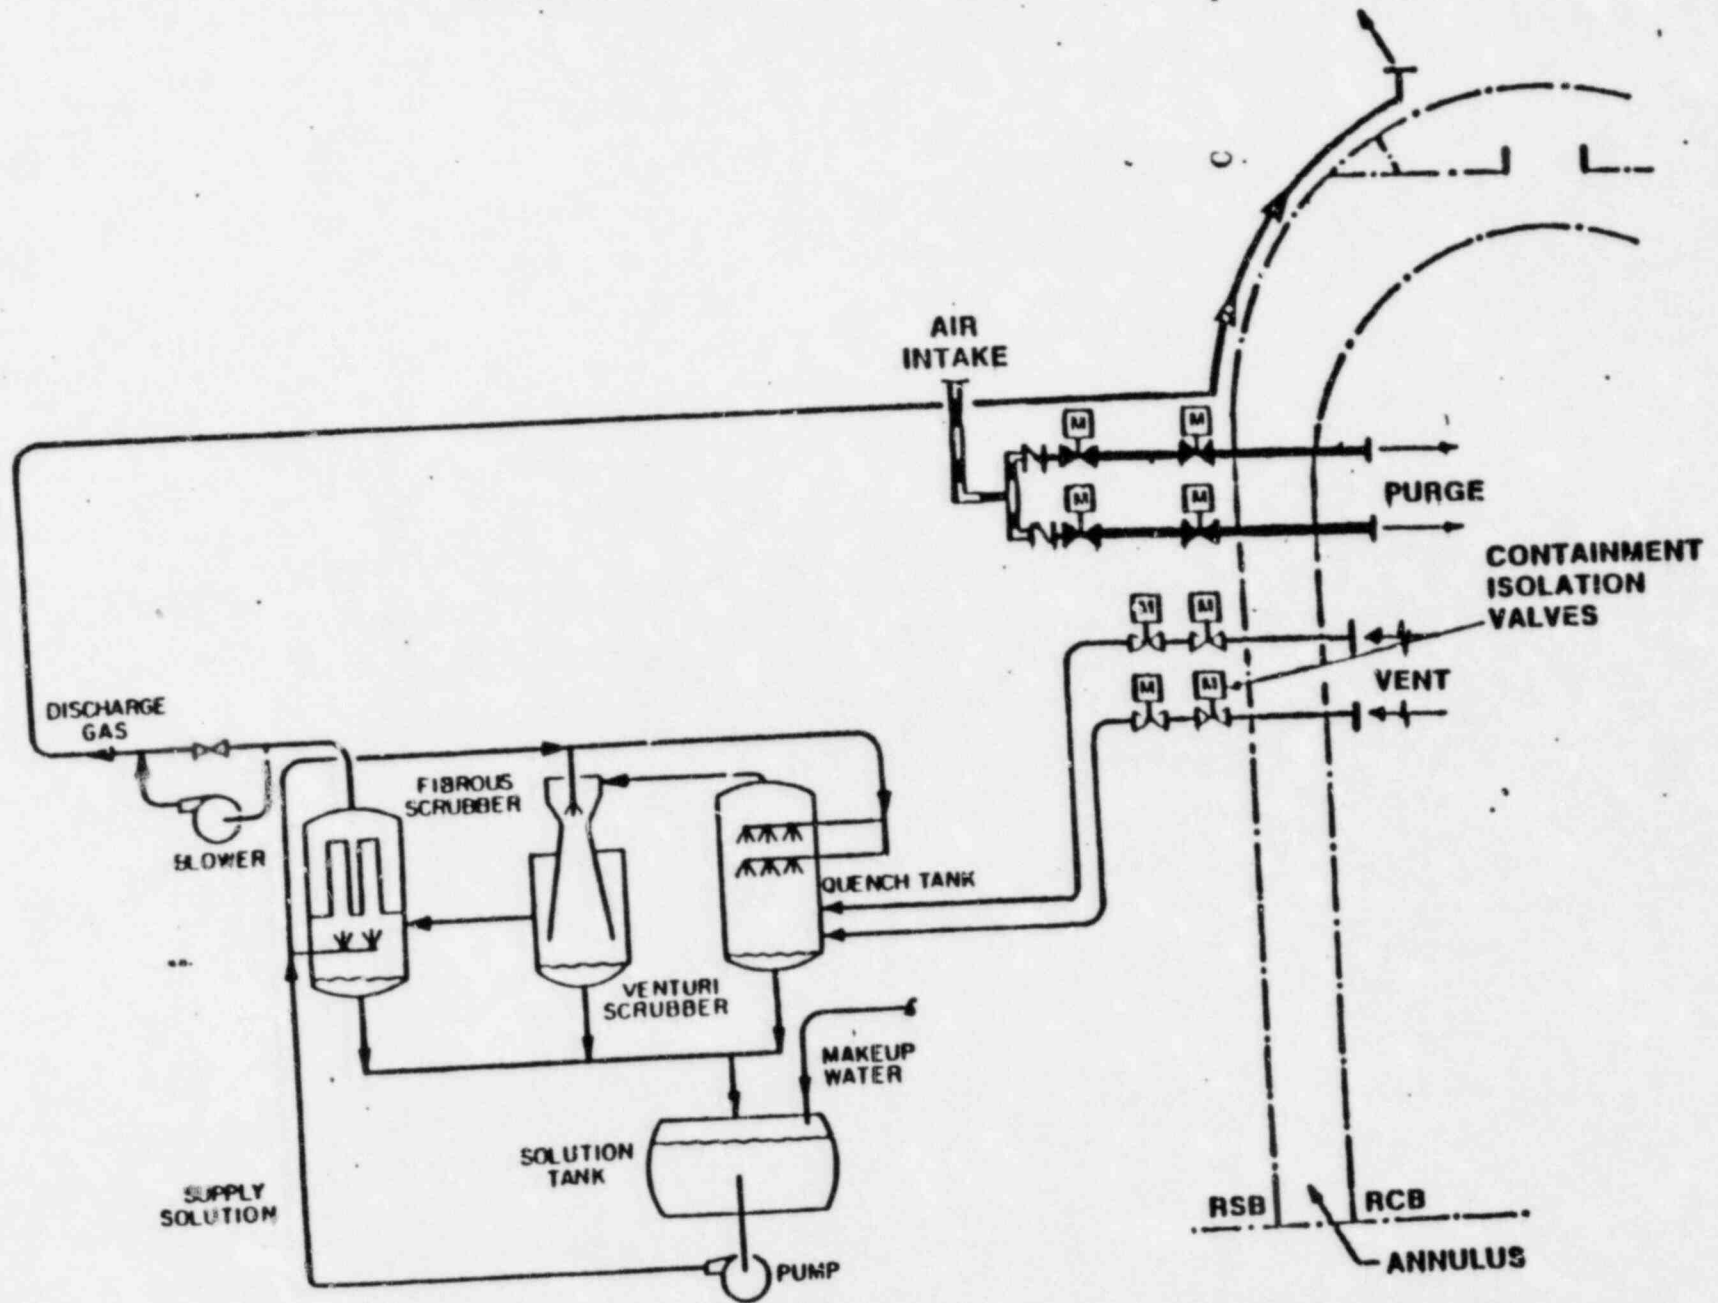 C
AIR
INTAKE
M
M
M
M
PURGE
CONTAINMENT
ISOLATION
VALVES
M
M
M
M
VENT
DISCHARGE
GAS
FIBROUS
SCRUBBER
BLOWER
QUENCH TANK
VENTURI
SCRUBBER
MAKEUP
WATER
SOLUTION
TANK
SUPPLY
SOLUTION
PUMP
RSB
RCB
ANNULUS